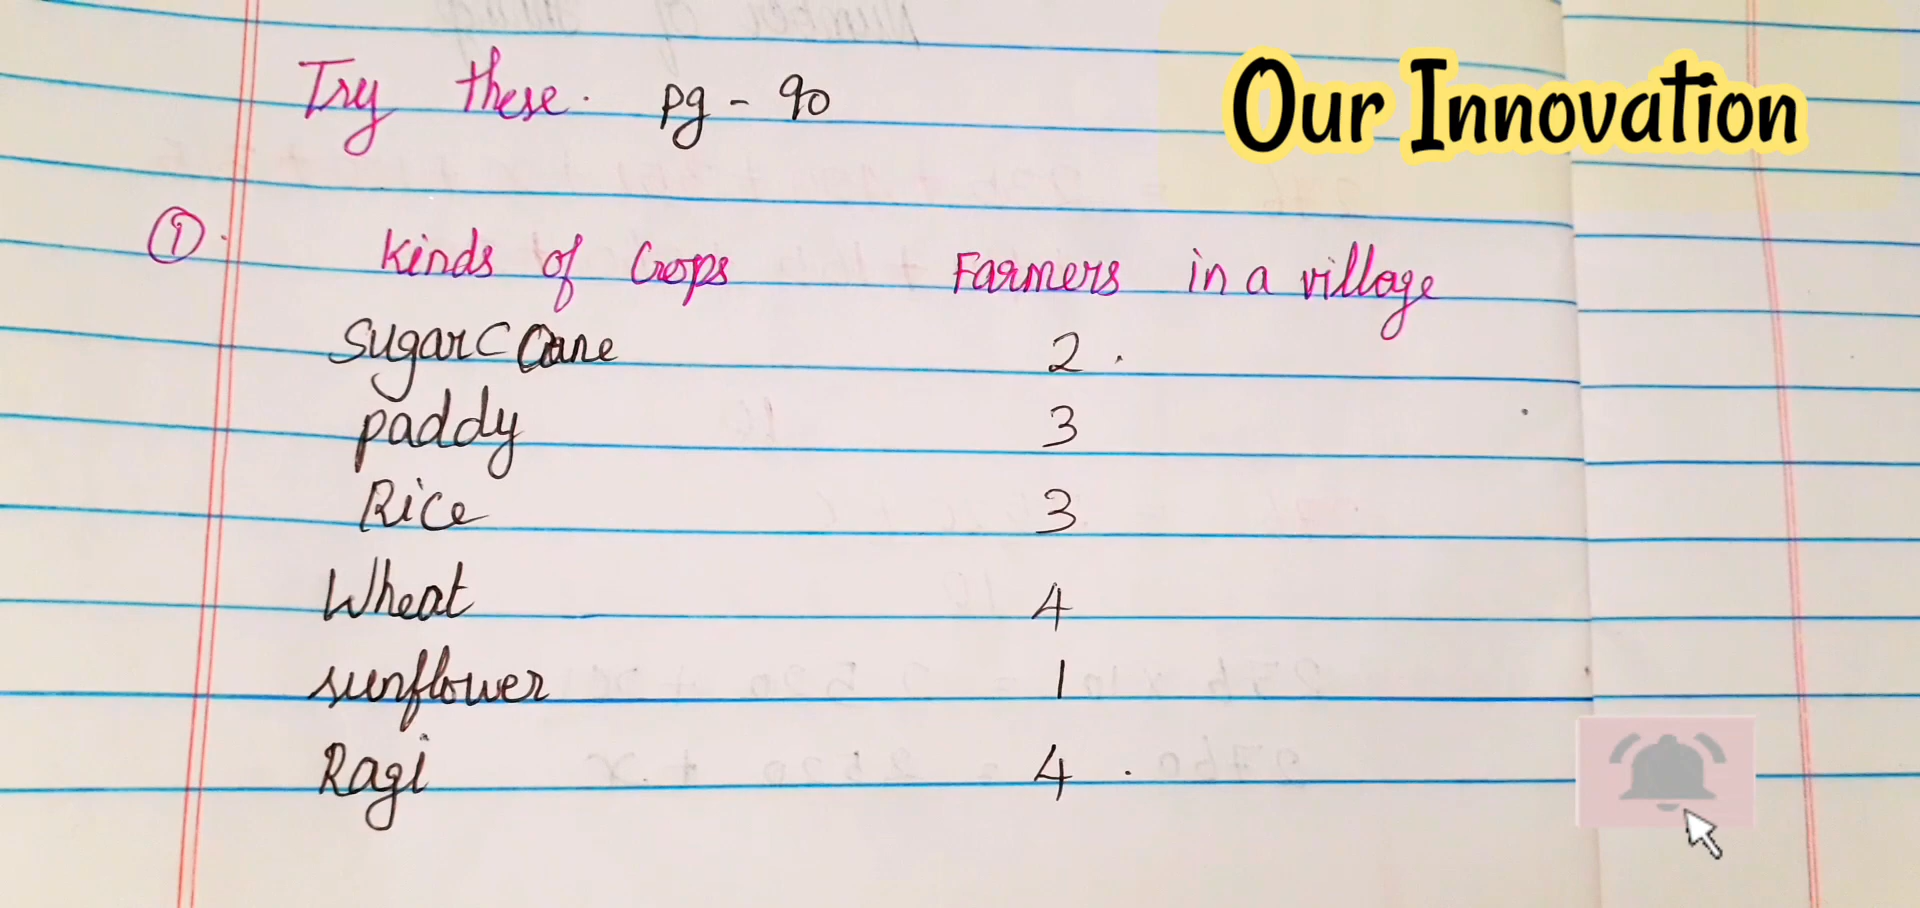 Try these. pg - 90
Our Innovation
① Kinds of Crops Farmers in a village
Sugarccane 2
paddy 3
Rice 3
Wheat 4
sunflower 1
Ragi 4